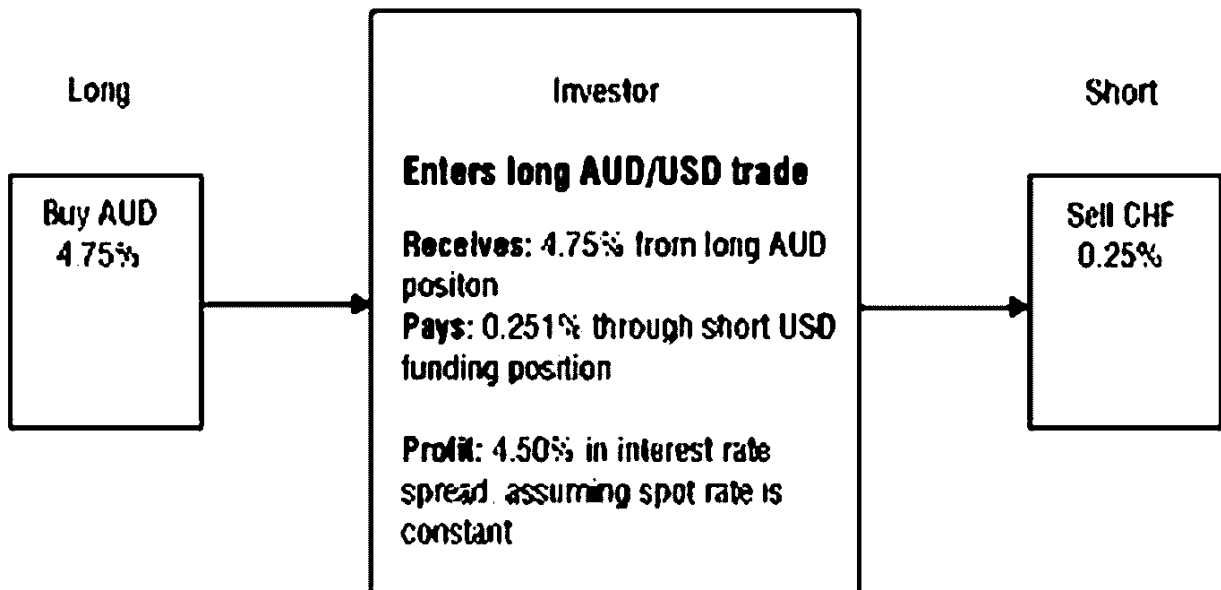 Long
Investor
Short
Buy AUD
4.75%
Enters long AUD/USD trade
Receives: 4.75% from long AUD
positon
Pays: 0.251% through short USD
funding position
Profit: 4.50% in interest rate
spread, assuming spot rate is
constant
Sell CHF
0.25%